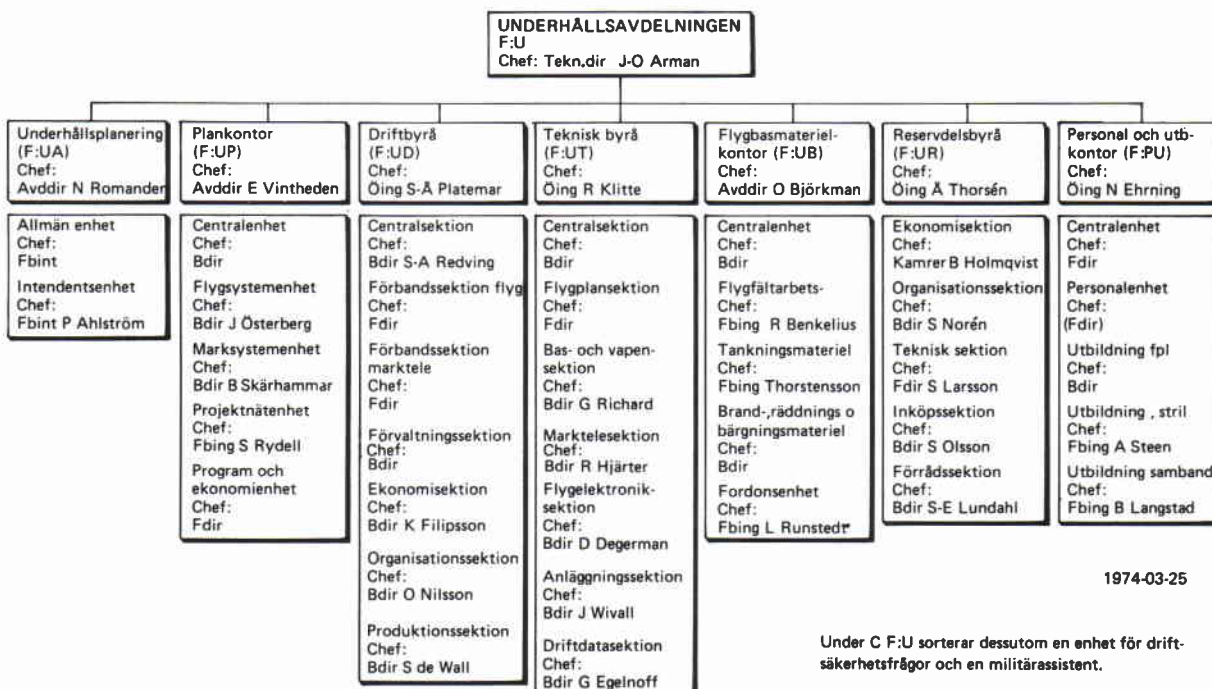 UNDERHÅLLSAVDELNINGEN
F:U
Chef: Tekn.dir J-O Arman
Underhållsplanering
(F:UA)
Chef:
Avddir N Romander
Allmän enhet
Chef:
Fbint
Intendentsenhet
Chef:
Fbint P Ahlström
Plankontor
(F:UP)
Chef:
Avddir E Vintheden
Centralenhet
Chef:
Bdir
Flygsystemenhet
Chef:
Bdir J Österberg
Marksystemenhet
Chef:
Bdir B Skärhammar
Projektnätenhet
Chef:
Fbing S Rydell
Program och
ekonomienhet
Chef:
Fdir
Driftbyrå
(F:UD)
Chef:
Öing S-Å Platemar
Centralsektion
Chef:
Bdir S-A Redving
Förbandssektion flyg
Chef:
Fdir
Förbandssektion
marktele
Chef:
Fdir
Förvaltningssektion
Chef:
Bdir
Ekonomisektion
Chef:
Bdir K Filipsson
Organisationssektion
Chef:
Bdir O Nilsson
Produktionssektion
Chef:
Bdir S de Wall
Teknisk byrå
(F:UT)
Chef:
Öing R Klitte
Centralsektion
Chef:
Bdir
Flygplansektion
Chef:
Fdir
Bas- och vapen-
sektion
Chef:
Bdir G Richard
Marktelesektion
Chef:
Bdir R Hjärter
Flygelektronik-
sektion
Chef:
Bdir D Degerman
Anläggningssektion
Chef:
Bdir J Wivall
Driftdatasektion
Chef:
Bdir G Egelnoff
Flygbasmateriel-
kontor (F:UB)
Chef:
Avddir O Björkman
Centralenhet
Chef:
Bdir
Flygfältarbets-
Chef:
Fbing R Benkelius
Tankningsmateriel
Chef:
Fbing Thorstensson
Brand-,räddnings o
bärgningsmateriel
Chef:
Bdir
Fordonsenhet
Chef:
Fbing L Runstedt
Reservdelsbyrå
(F:UR)
Chef:
Öing Å Thorsén
Ekonomisektion
Chef:
Kamrer B Holmqvist
Organisationssektion
Chef:
Bdir S Norén
Teknisk sektion
Chef:
Fdir S Larsson
Inköpssektion
Chef:
Bdir S Olsson
Förrådssektion
Chef:
Bdir S-E Lundahl
Personal och utb-
kontor (F:PU)
Chef:
Öing N Ehrning
Centralenhet
Chef:
Fdir
Personalenhet
Chef:
(Fdir)
Utbildning fpl
Chef:
Bdir
Utbildning , stril
Chef:
Fbing A Steen
Utbildning samband
Chef:
Fbing B Langstad
1974-03-25
Under C F:U sorterar dessutom en enhet för drift-
säkerhetsfrågor och en militärassistent.